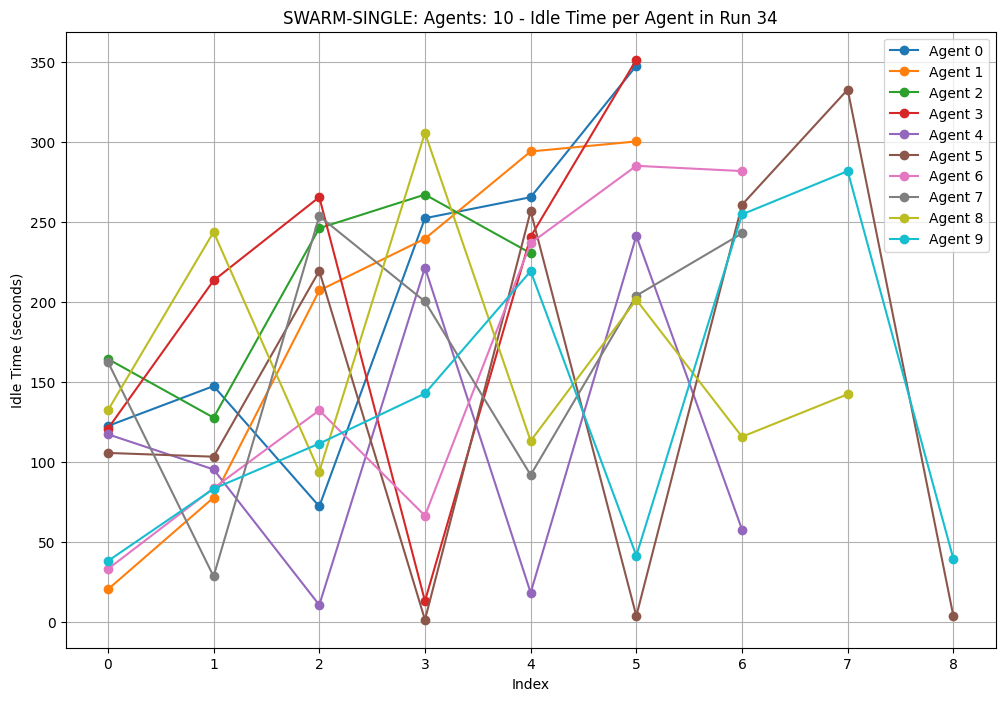 SWARM-SINGLE: Agents: 10 - Idle Time per Agent in Run 34
Idle Time (seconds)
350
300
250
200
150
100
50
0
0 1 2 3 4 5 6 7 8
Index
Agent 0
Agent 1
Agent 2
Agent 3
Agent 4
Agent 5
Agent 6
Agent 7
Agent 8
Agent 9